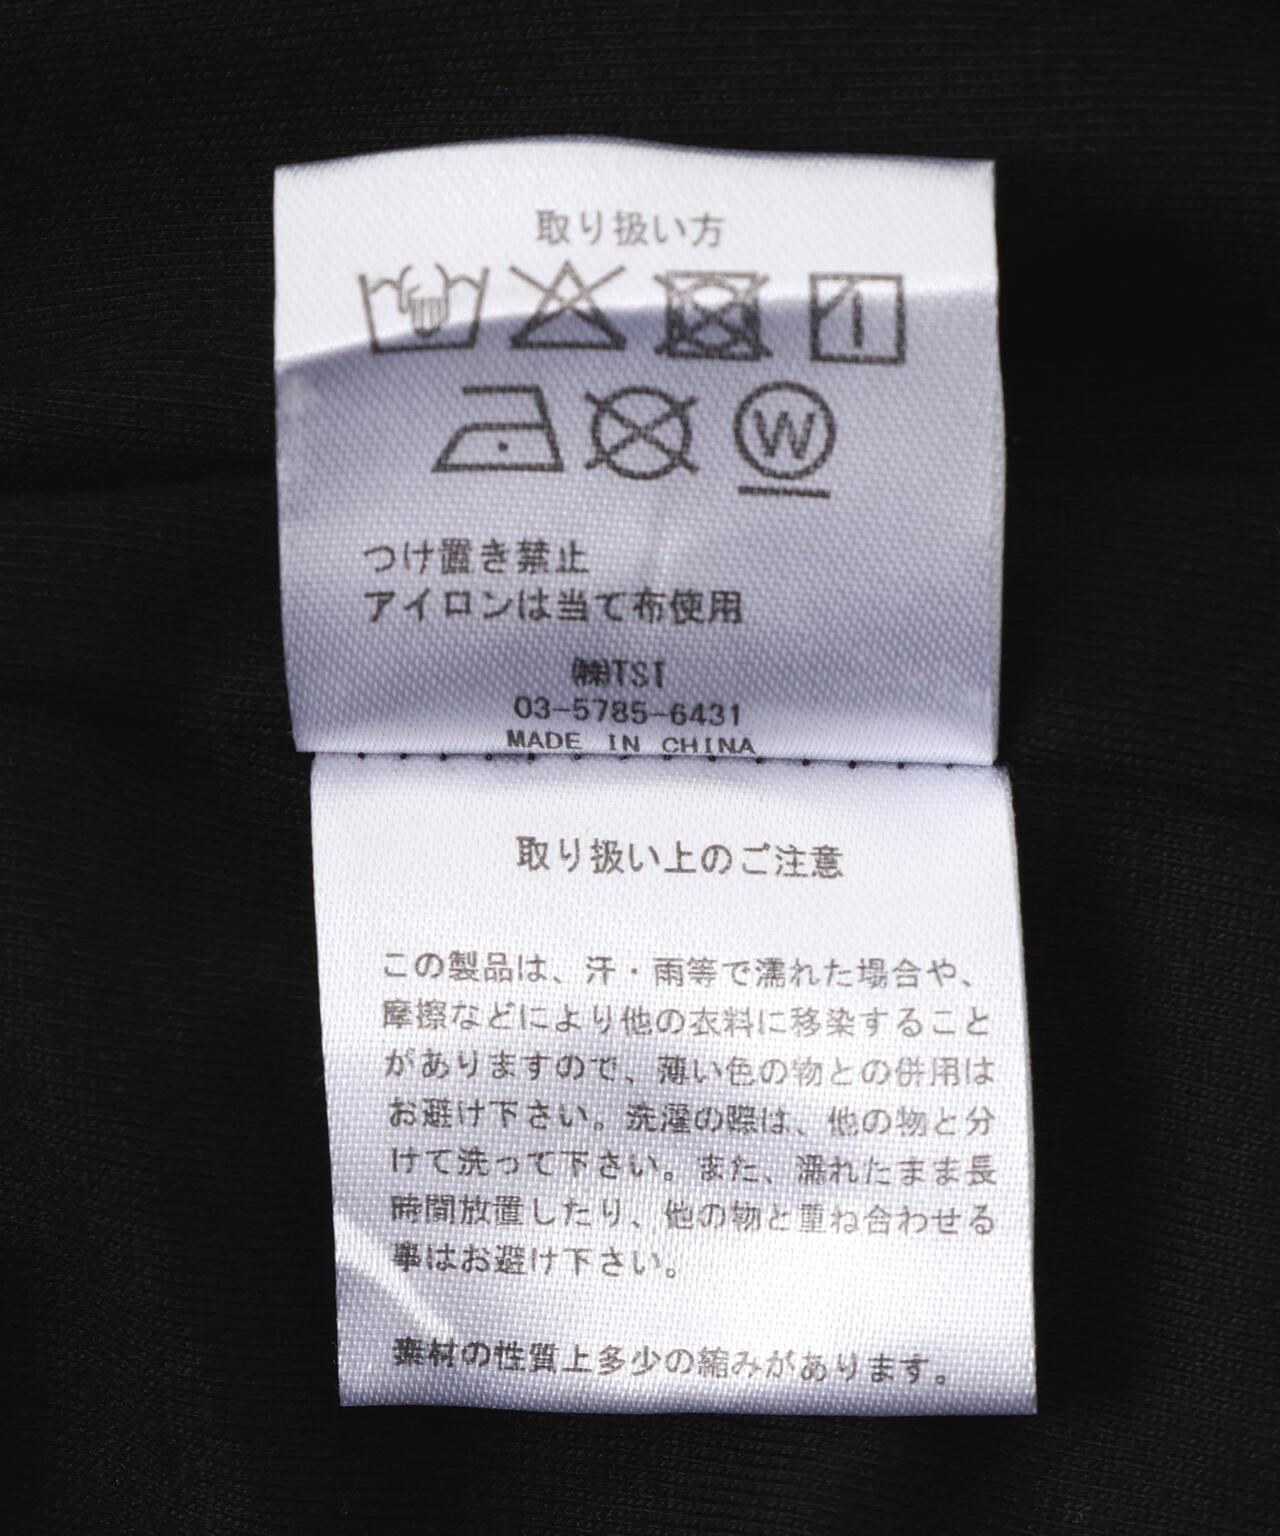 取り扱い方
W
つけ置き禁止
アイロンは当て布使用
㈱TSI
03-5785-6431
MADE IN CHINA
取り扱い上のご注意
この製品は、汗・雨等で濡れた場合や、
摩擦などにより他の衣料に移染すること
がありますので、薄い色の物との併用は
お避け下さい。洗濯の際は、他の物と分
けて洗って下さい。また、濡れたまま長
時間放置したり、他の物と重ね合わせる
事はお避け下さい。
素材の性質上多少の縮みがあります。